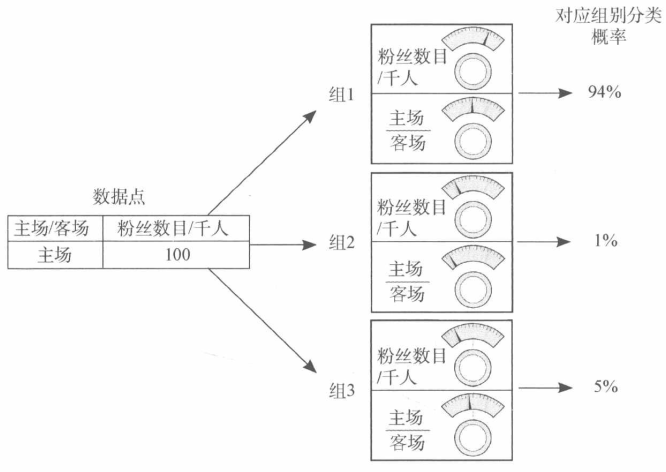 对应组别分类
概率
粉丝数目
/千人
组1
94%
主场
客场
数据点
主场/客场 粉丝数目/千人
主场 100
粉丝数目
/千人
组2
1%
主场
客场
粉丝数目
/千人
组3
5%
主场
客场